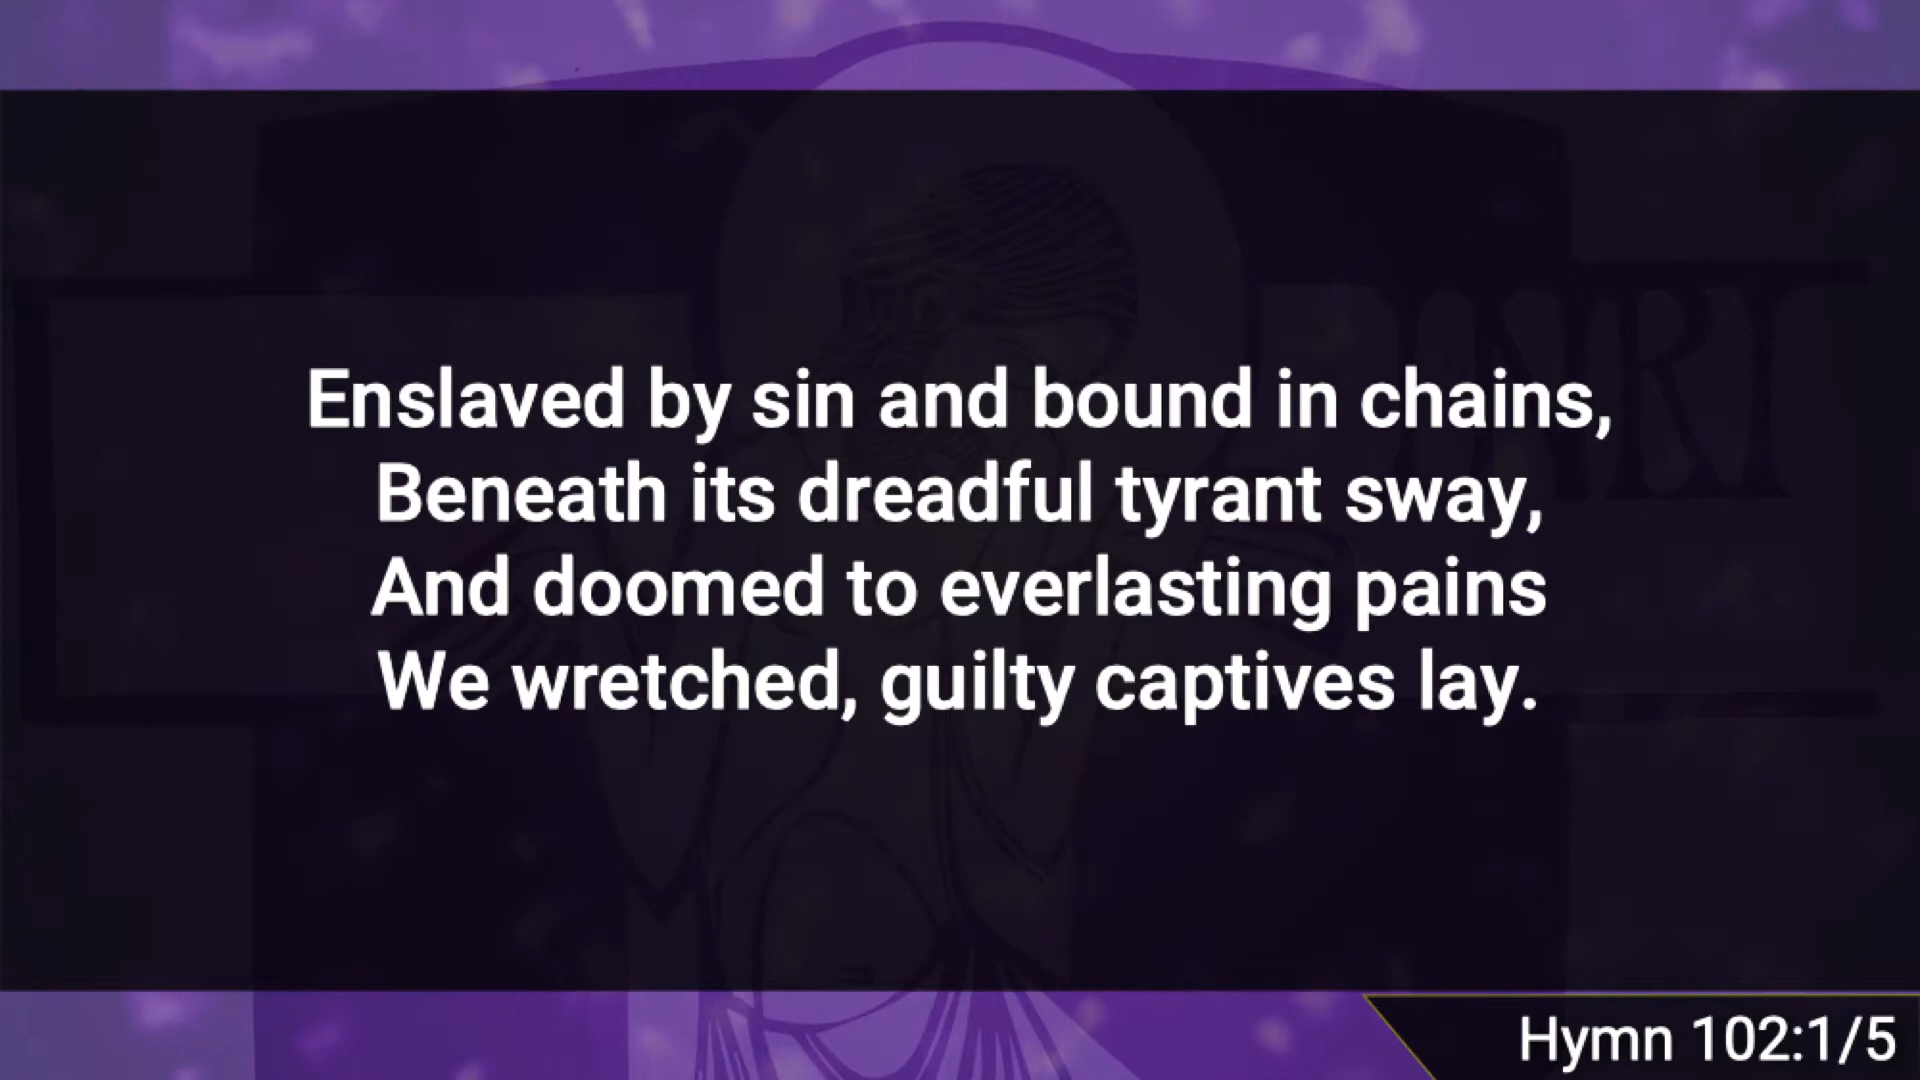 INRI
Enslaved by sin and bound in chains,
Beneath its dreadful tyrant sway,
And doomed to everlasting pains
We wretched, guilty captives lay.
Hymn 102:1/5